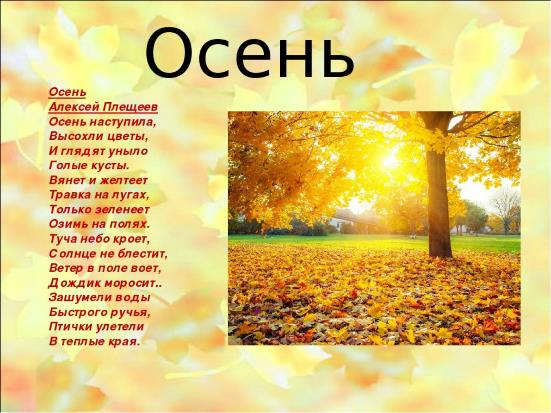 Осень
Осень
Алексей Плещеев
Осень наступила,
Высохли цветы,
И глядят уныло
Голые кусты.
Вянет и желтеет
Травка на лугах,
Только зеленеет
Озимь на полях.
Туча небо кроет,
Солнце не блестит,
Ветер в поле воет,
Дождик моросит..
Зашумели воды
Быстрого ручья,
Птички улетели
В теплые края.